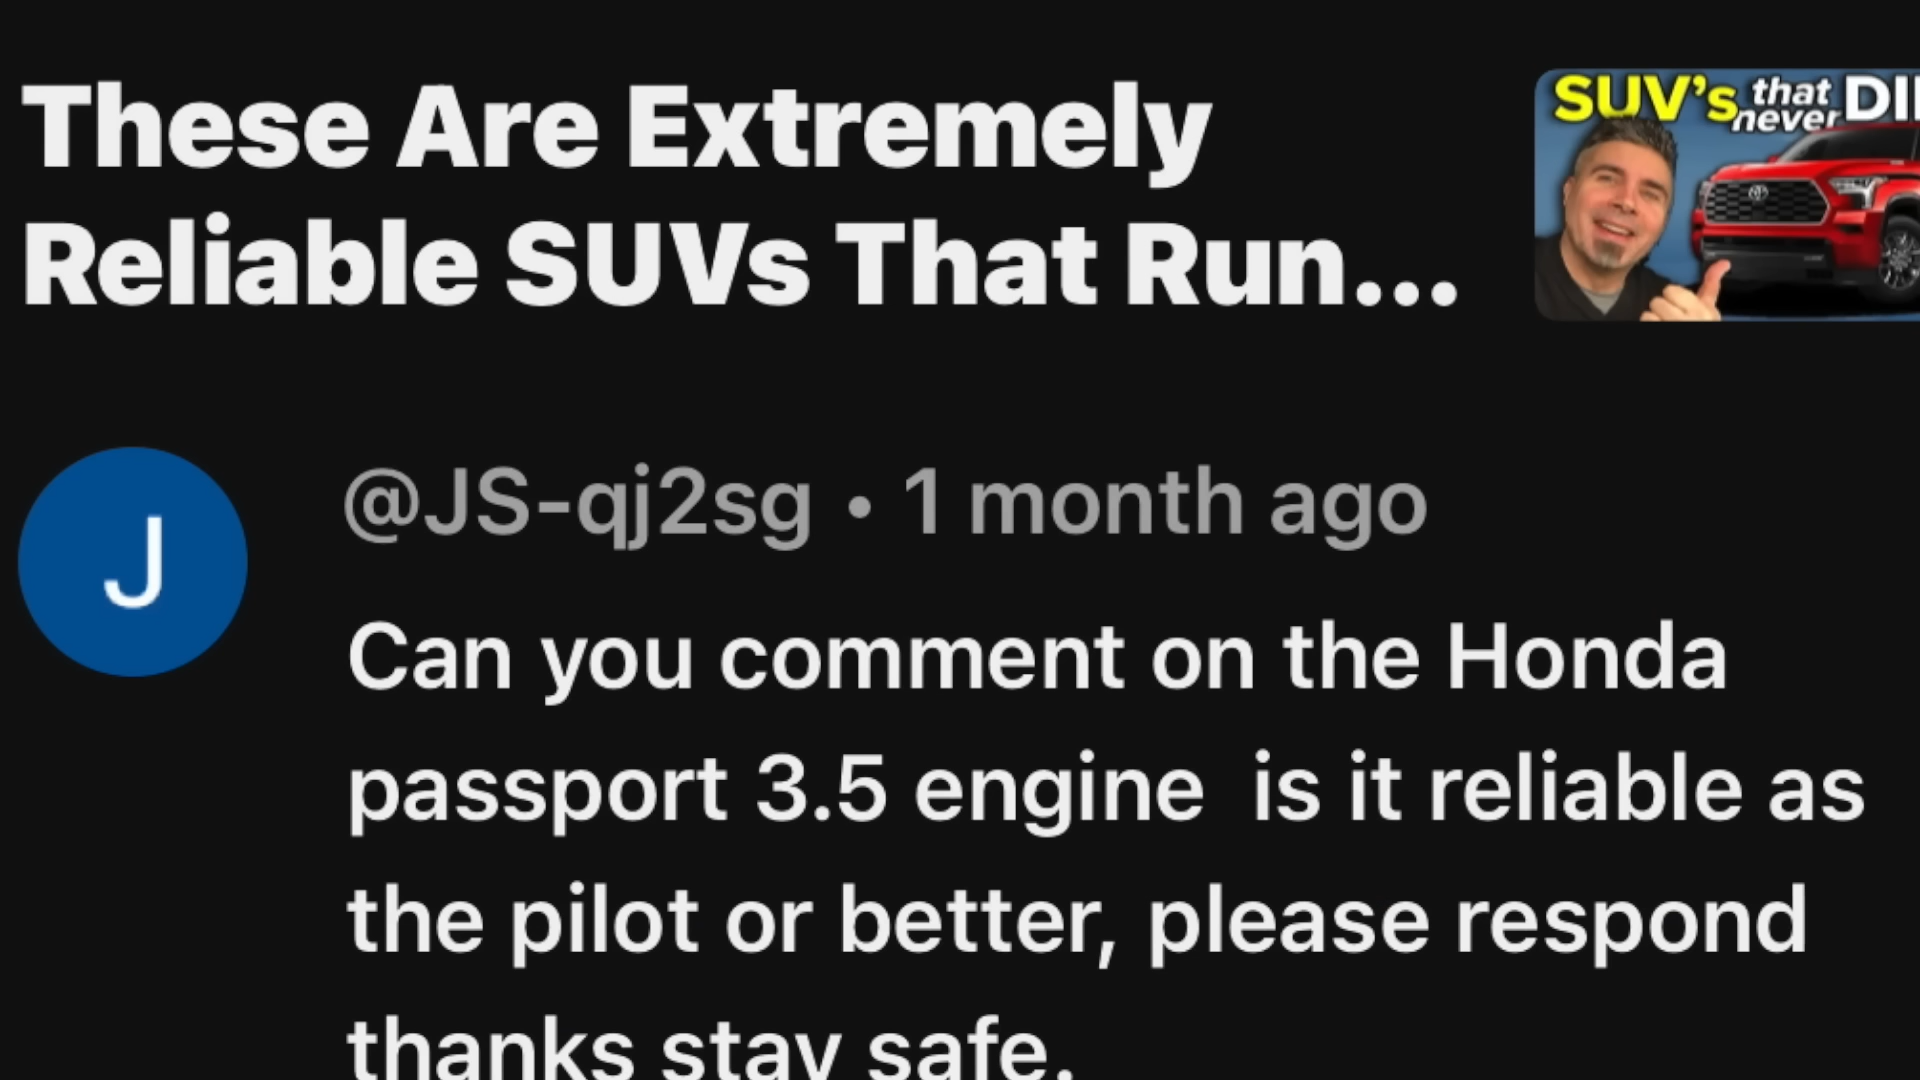 These Are Extremely
Reliable SUVs That Run...
SUV's that never
@JS-qj2sg • 1 month ago
J
Can you comment on the Honda
passport 3.5 engine  is it reliable as
the pilot or better, please respond
thanks stay safe.